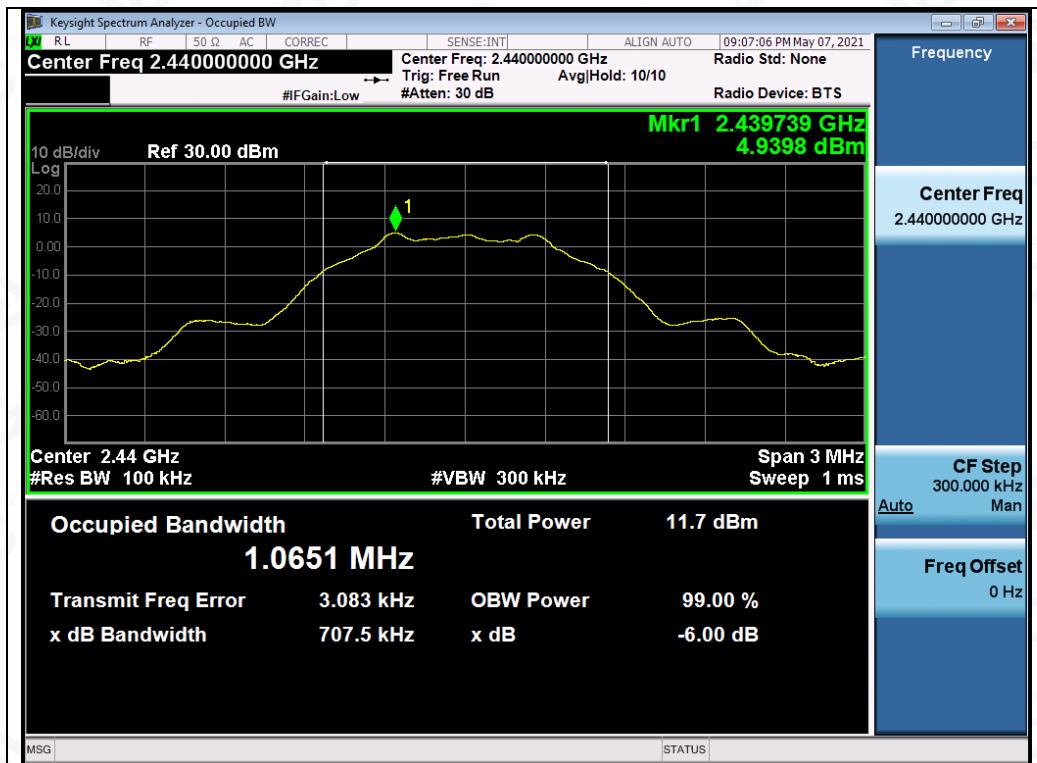 Keysight Spectrum Analyzer - Occupied BW
LXI RL RF 50 Ω AC CORREC SENSE:INT ALIGN AUTO 09:07:06 PM May 07, 2021
Center Freq 2.440000000 GHz
Center Freq: 2.440000000 GHz
Radio Std: None
Trig: Free Run Avg|Hold: 10/10
#IFGain:Low
#Atten: 30 dB
Radio Device: BTS
Mkr1 2.439739 GHz
4.9398 dBm
10 dB/div Ref 30.00 dBm
Log
20.0
10.0
0.00
-10.0
-20.0
-30.0
-40.0
-50.0
-60.0
1
Center 2.44 GHz Span 3 MHz
#Res BW 100 kHz #VBW 300 kHz Sweep 1 ms
Occupied Bandwidth Total Power 11.7 dBm
1.0651 MHz
Transmit Freq Error 3.083 kHz OBW Power 99.00 %
x dB Bandwidth 707.5 kHz x dB -6.00 dB
Frequency
Center Freq
2.440000000 GHz
CF Step
300.000 kHz
Auto Man
Freq Offset
0 Hz
MSG STATUS